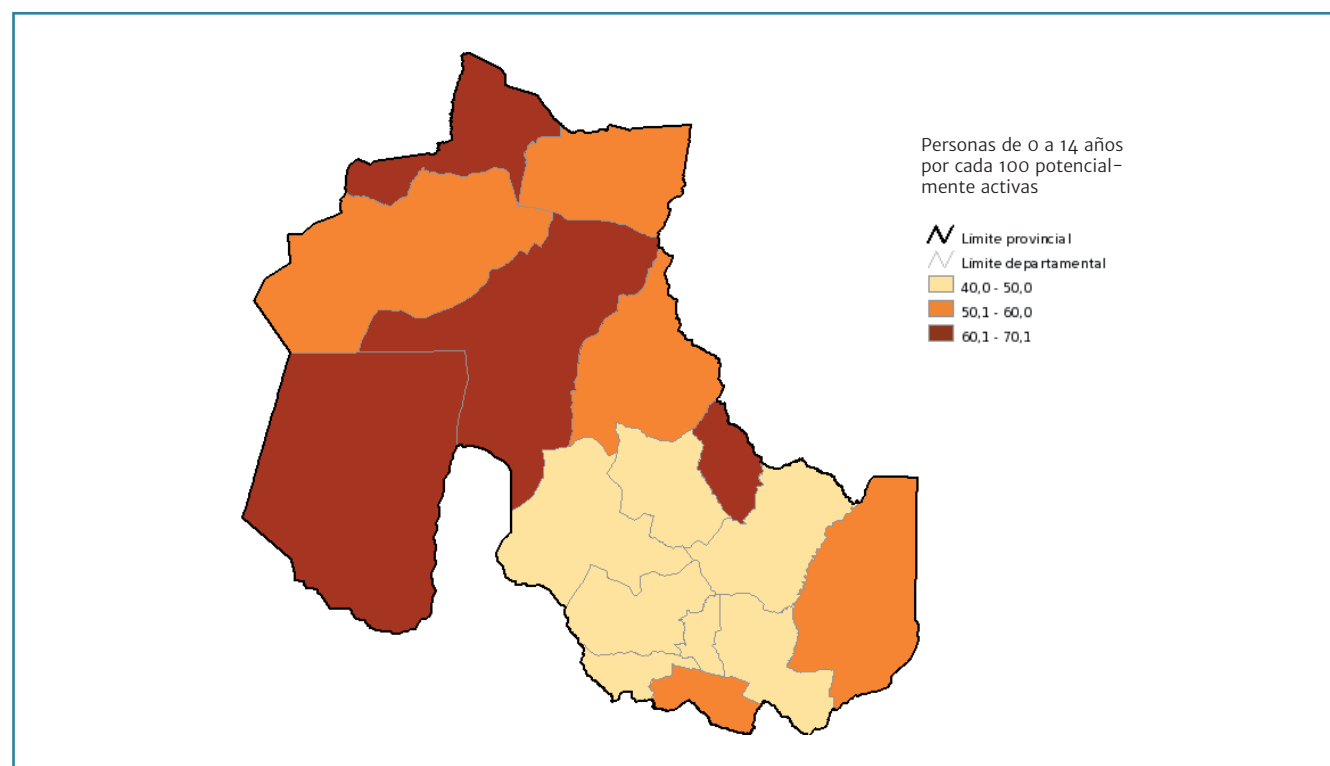 Personas de 0 a 14 años
por cada 100 potencial-
mente activas
Límite provincial
Límite departamental
40,0 - 50,0
50,1 - 60,0
60,1 - 70,1